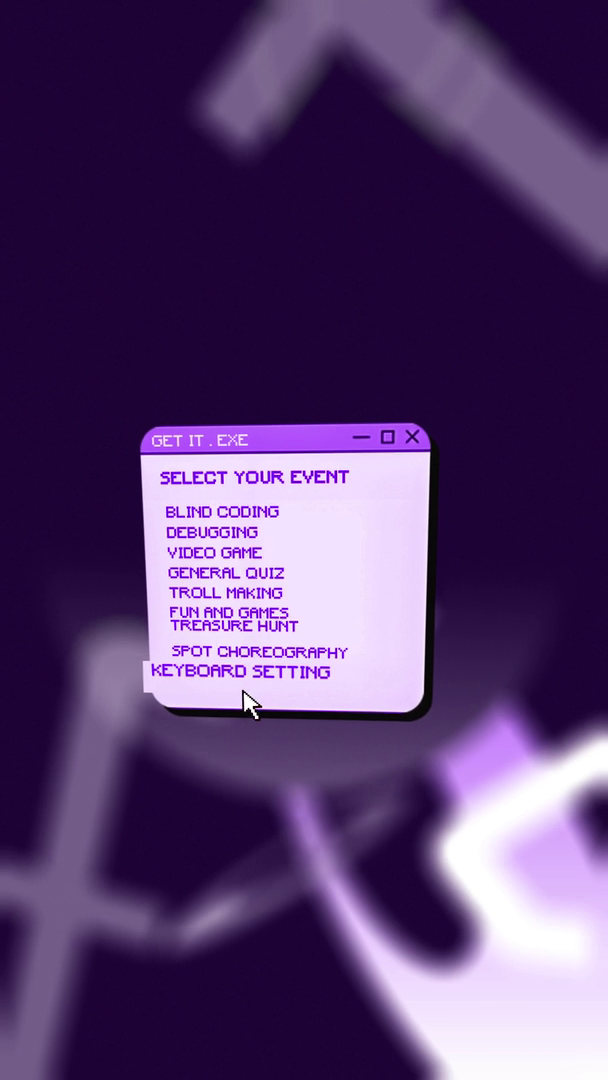 GET IT . EXE
SELECT YOUR EVENT
BLIND CODING
DEBUGGING
VIDEO GAME
GENERAL QUIZ
TROLL MAKING
FUN AND GAMES
TREASURE HUNT
SPOT CHOREOGRAPHY
KEYBOARD SETTING